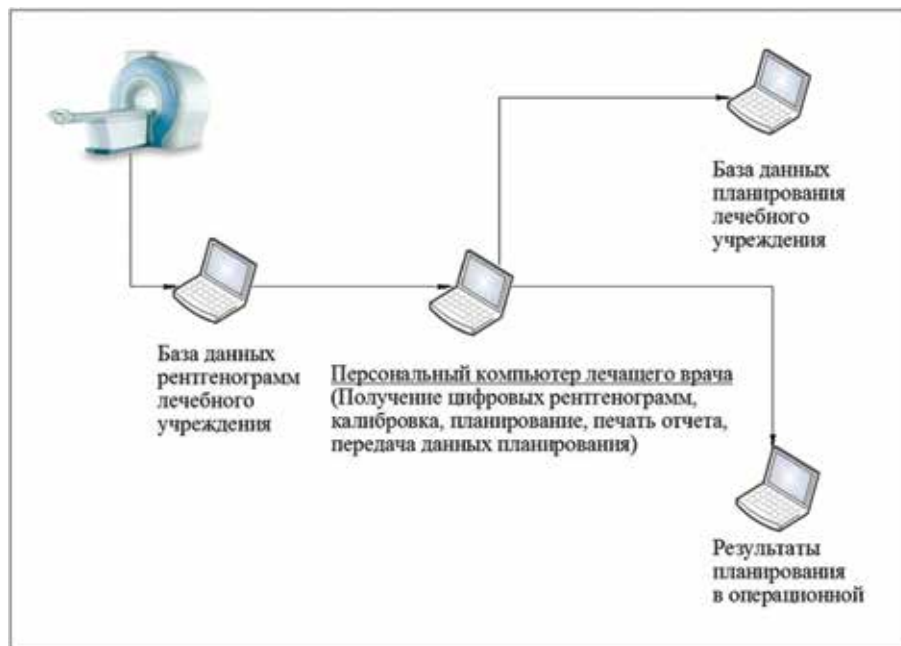 База данных
планирования
лечебного
учреждения
База данных
рентгенограмм
лечебного
учреждения
Персональный компьютер лечащего врача
(Получение цифровых рентгенограмм,
калибровка, планирование, печать отчета,
передача данных планирования)
Результаты
планирования
в операционной